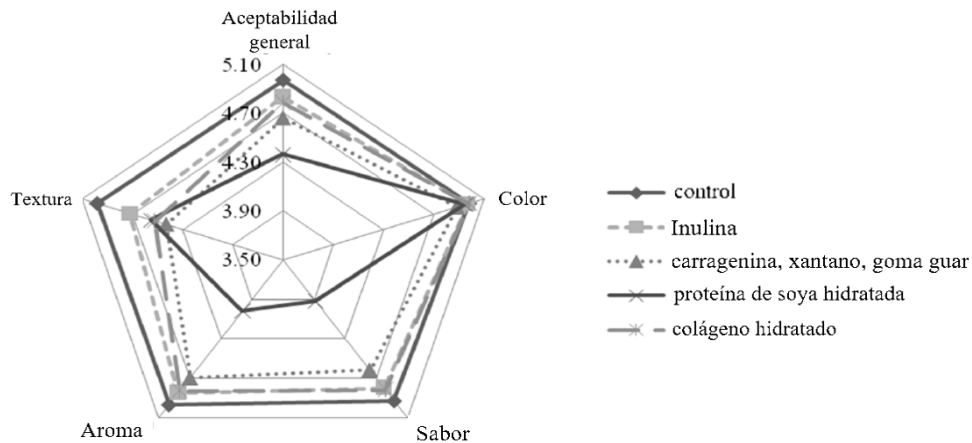 Aceptabilidad
general
5.10
4.70
4.30
3.90
3.50
Textura
Color
Aroma
Sabor
control
Inulina
carragenina, xantano, goma guar
proteína de soya hidratada
colágeno hidratado